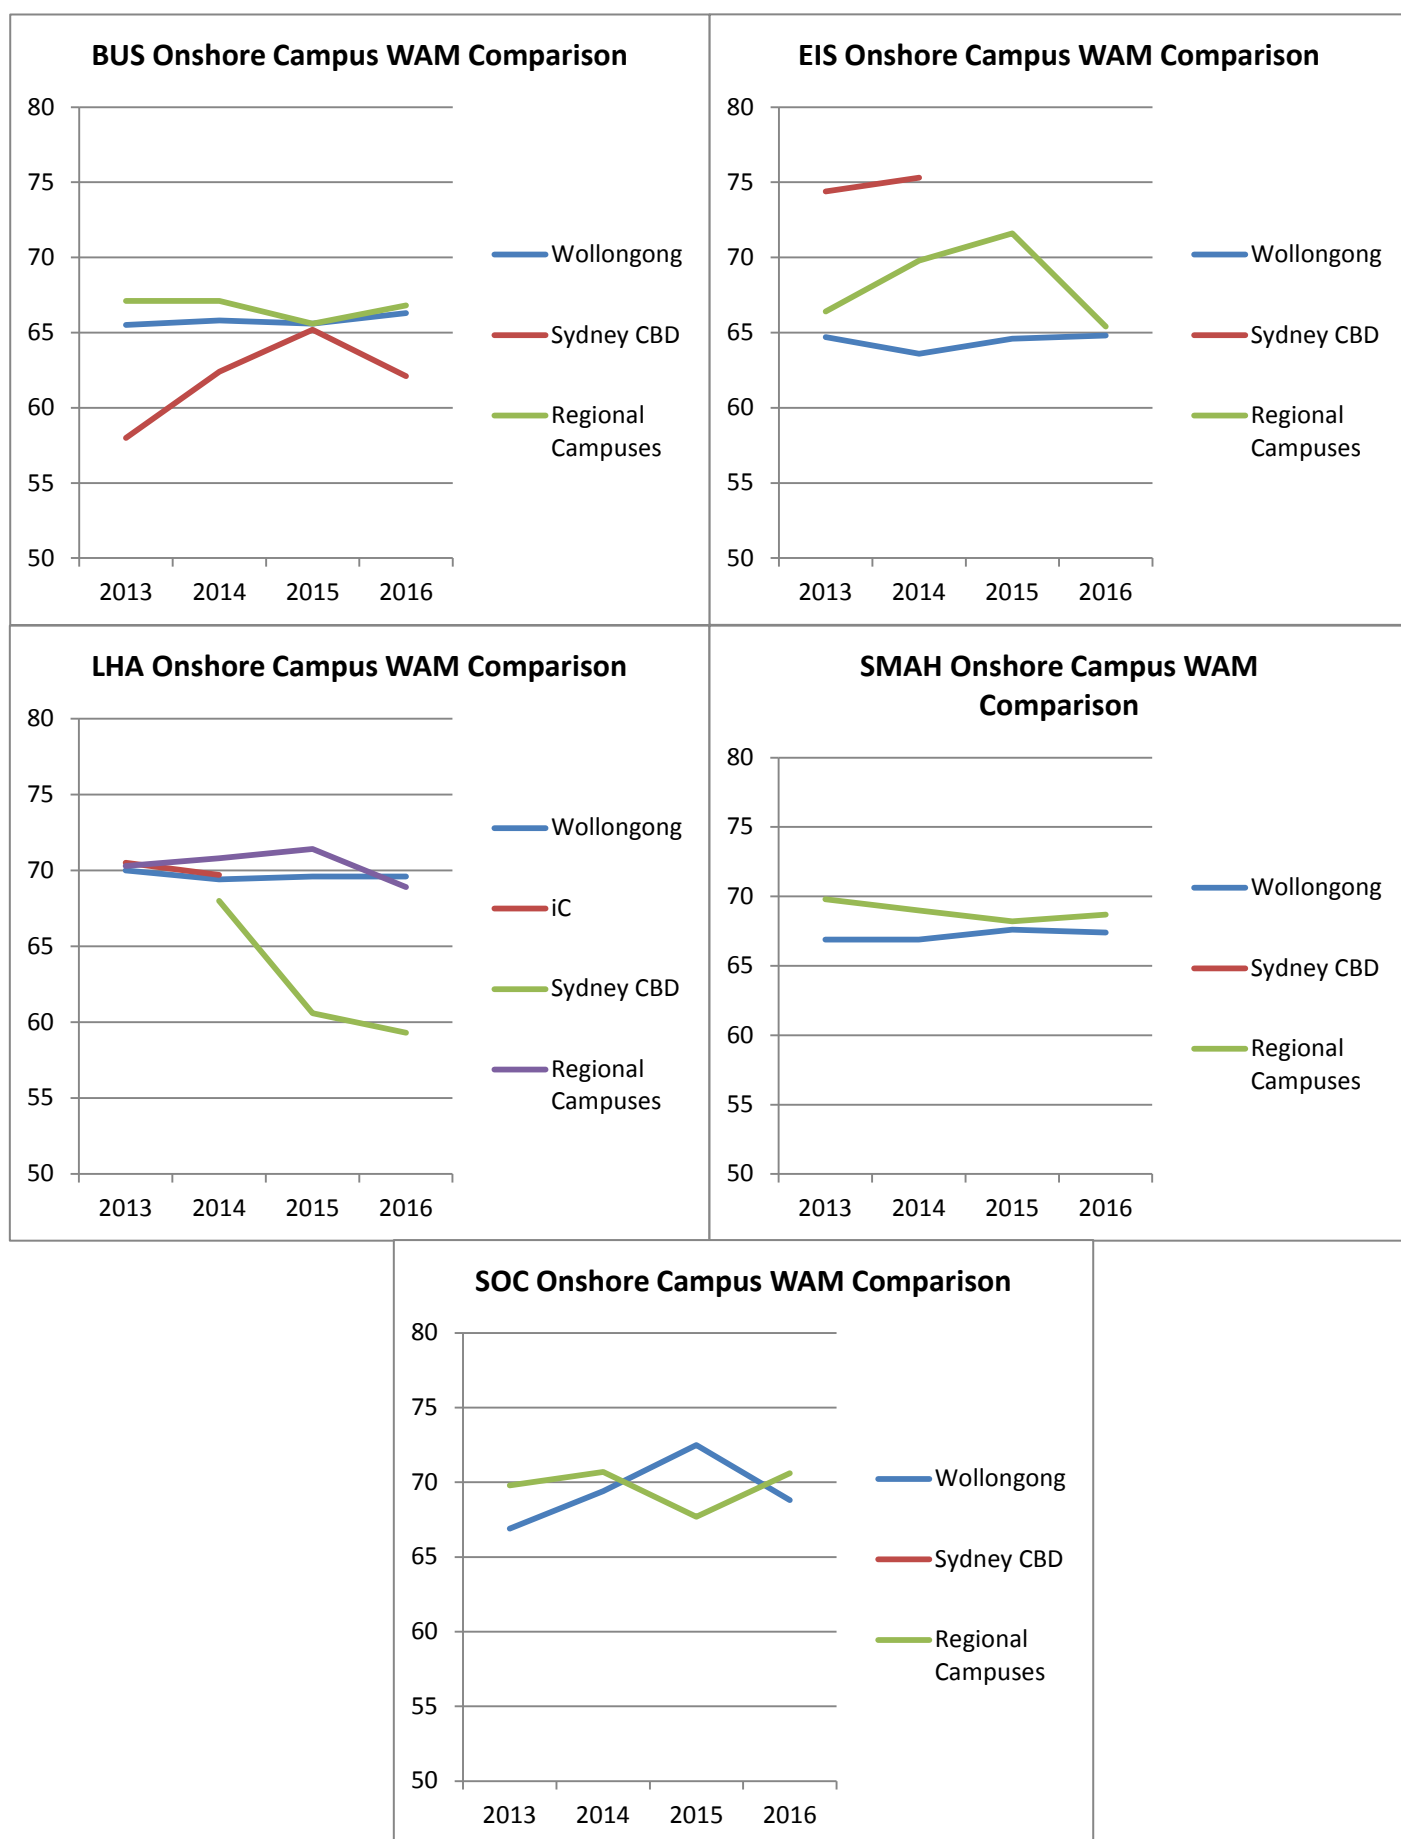 BUS Onshore Campus WAM Comparison
80
75
70
65
60
55
50
2013 2014 2015 2016
Wollongong
Sydney CBD
Regional
Campuses
EIS Onshore Campus WAM Comparison
80
75
70
65
60
55
50
2013 2014 2015 2016
Wollongong
Sydney CBD
Regional
Campuses
LHA Onshore Campus WAM Comparison
80
75
70
65
60
55
50
2013 2014 2015 2016
Wollongong
iC
Sydney CBD
Regional
Campuses
SMAH Onshore Campus WAM
Comparison
80
75
70
65
60
55
50
2013 2014 2015 2016
Wollongong
Sydney CBD
Regional
Campuses
SOC Onshore Campus WAM Comparison
80
75
70
65
60
55
50
2013 2014 2015 2016
Wollongong
Sydney CBD
Regional
Campuses